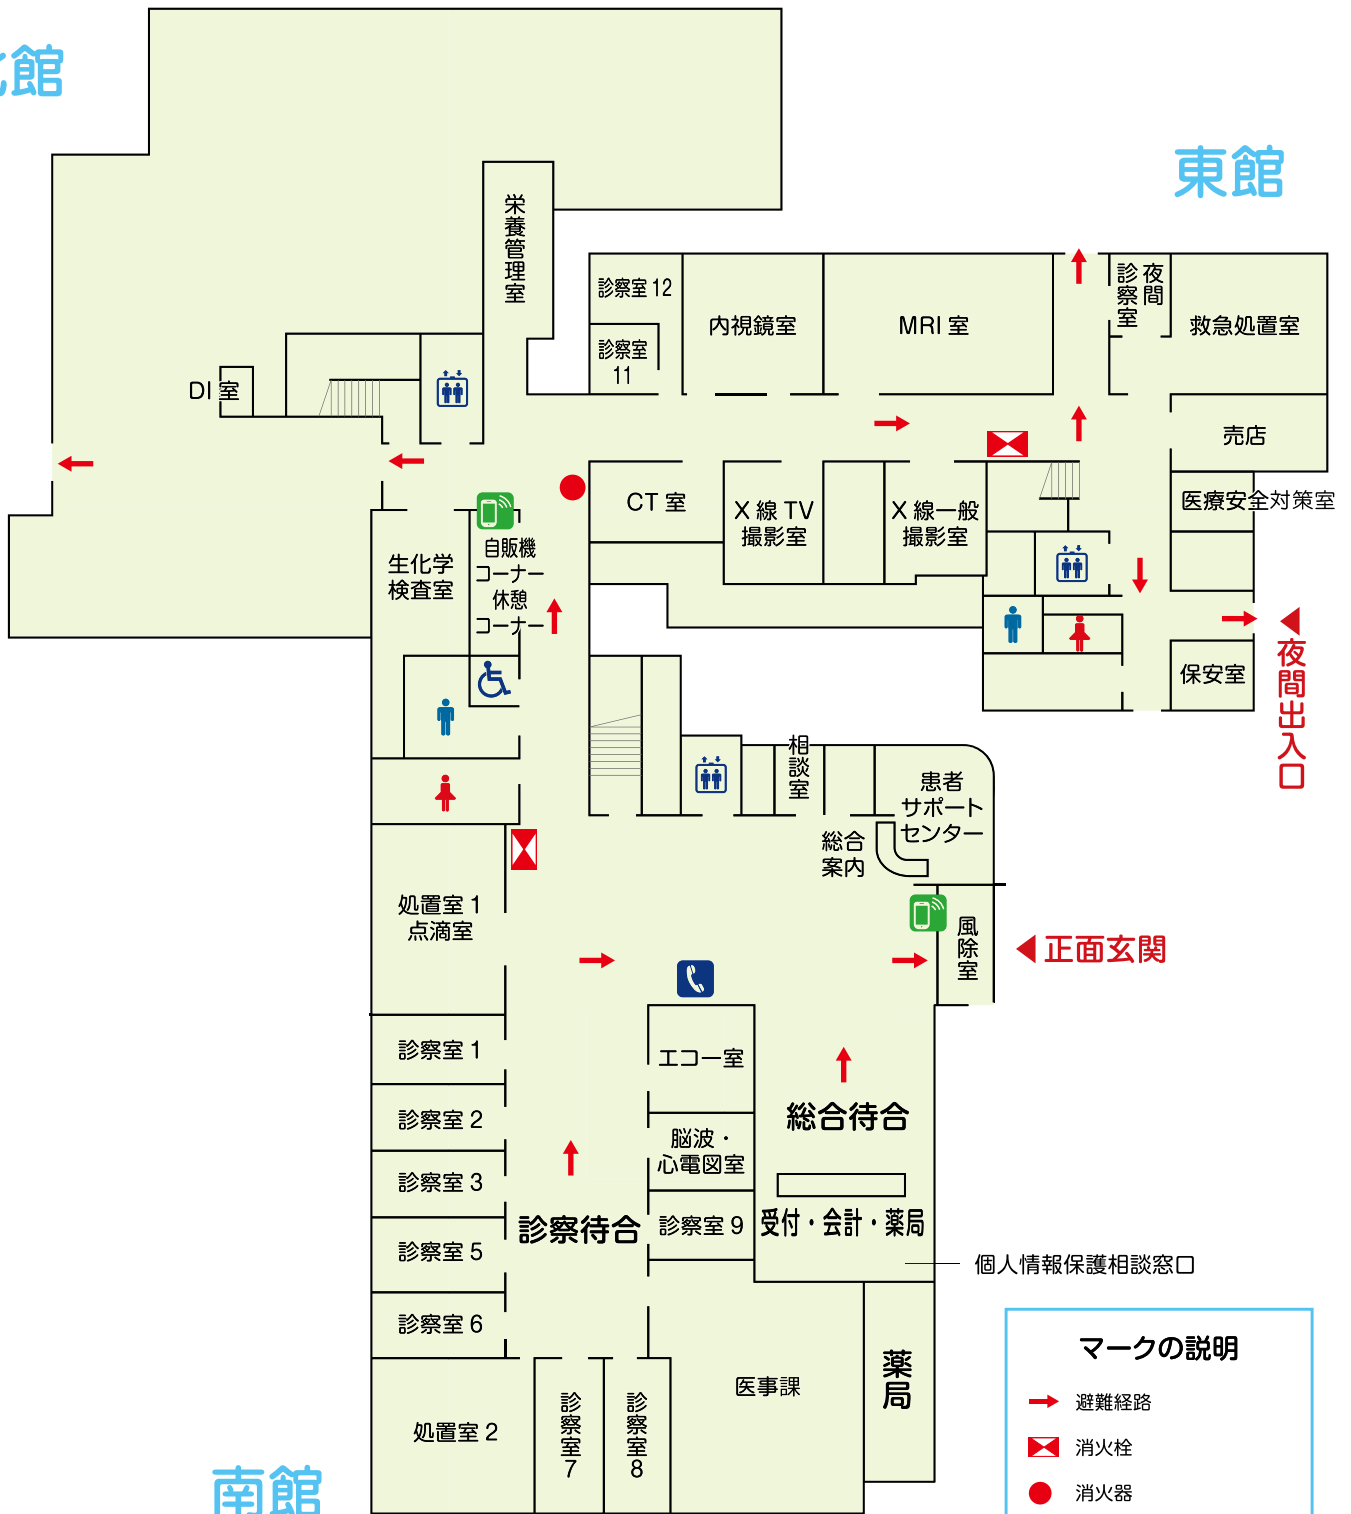 館
東館
栄養管理室
診察室12
診察室
11
内視鏡室
MRI 室
夜間
診察室
救急処置室
DI 室
売店
CT 室
X 線 TV
撮影室
X 線一般
撮影室
医療安全対策室
生化学
検査室
自販機
コーナー
休憩
コーナー
保安室
夜間出入口
相談室
患者
サポート
センター
総合
案内
処置室 1
点滴室
風除室
正面玄関
診察室 1
エコー室
診察室 2
総合待合
脳波・
心電図室
診察室 3
診察待合
診察室 9
受付・会計・薬局
診察室 5
個人情報保護相談窓口
診察室 6
マークの説明
薬局
医事課
避難経路
処置室 2
診察室7
診察室8
消火栓
消火器
南館